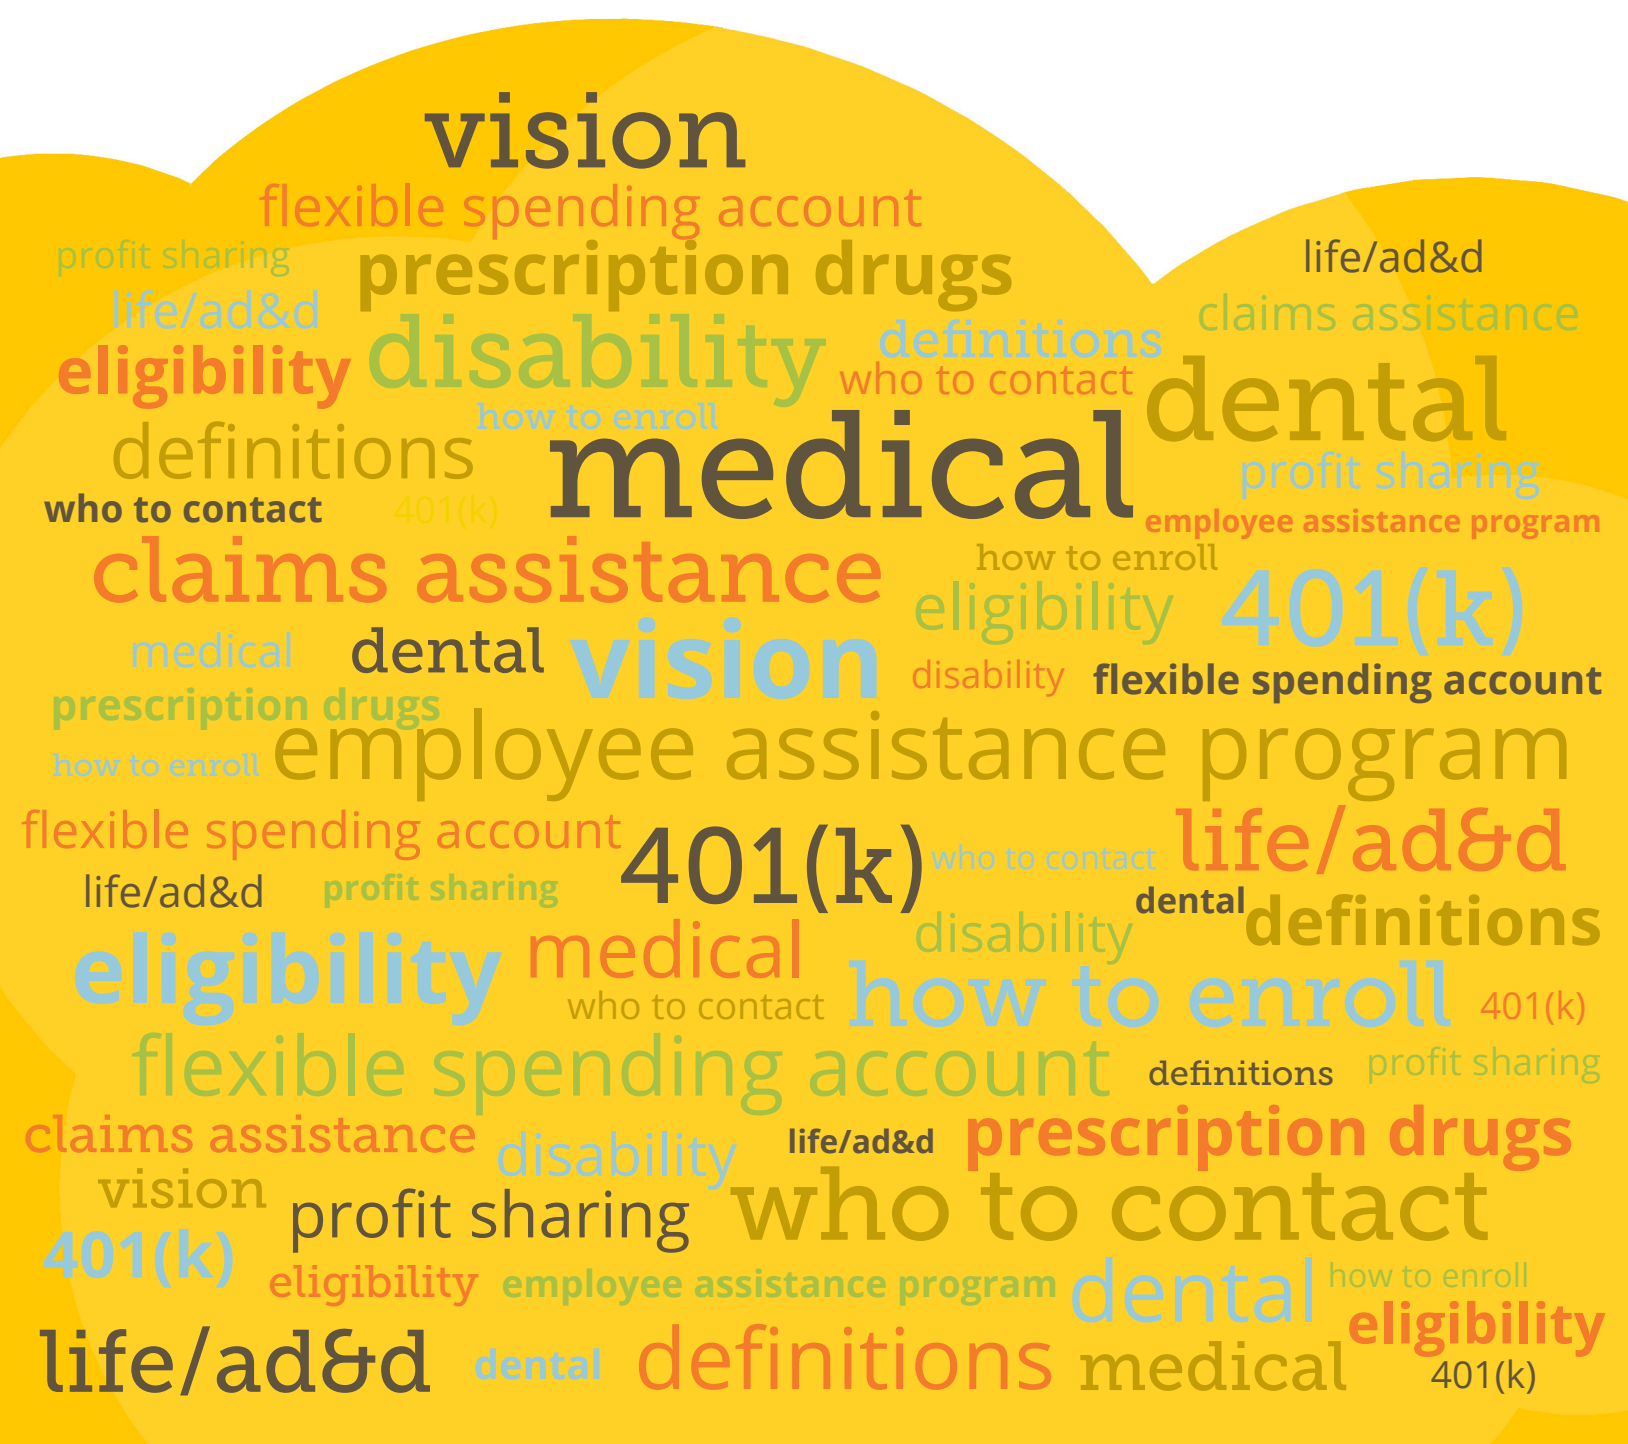 vision
flexible spending account
profit sharing
prescription drugs
life/ad&d
life/ad&d
claims assistance
eligibility
disability
definitions
who to contact
dental
how to enroll
definitions
medical
profit sharing
who to contact
401(k)
employee assistance program
claims assistance
how to enroll
eligibility
401(k)
medical
dental
vision
disability
flexible spending account
prescription drugs
employee assistance program
how to enroll
flexible spending account
401(k)
who to contact
life/ad&d
life/ad&d
profit sharing
dental
definitions
eligibility
medical
disability
who to contact
how to enroll
401(k)
flexible spending account
definitions
profit sharing
claims assistance
disability
life/ad&d
prescription drugs
vision
profit sharing
who to contact
401(k)
eligibility
employee assistance program
dental
how to enroll
eligibility
life/ad&d
dental
definitions
medical
401(k)